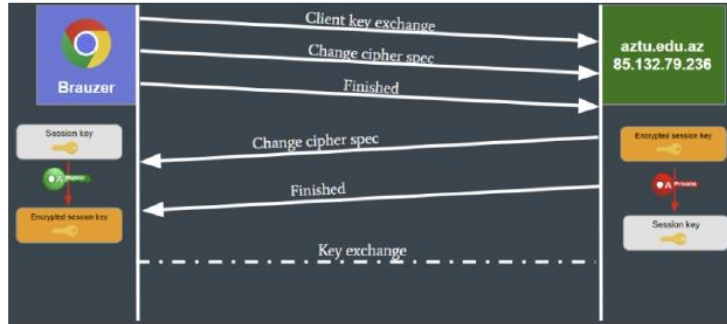 Client key exchange
Change cipher spec
Finished
Brauzer
aztu.edu.az
85.132.79.236
Session key
A Public
Encrypted session key
Change cipher spec
Finished
Encrypted session key
A Private
Session key
Key exchange